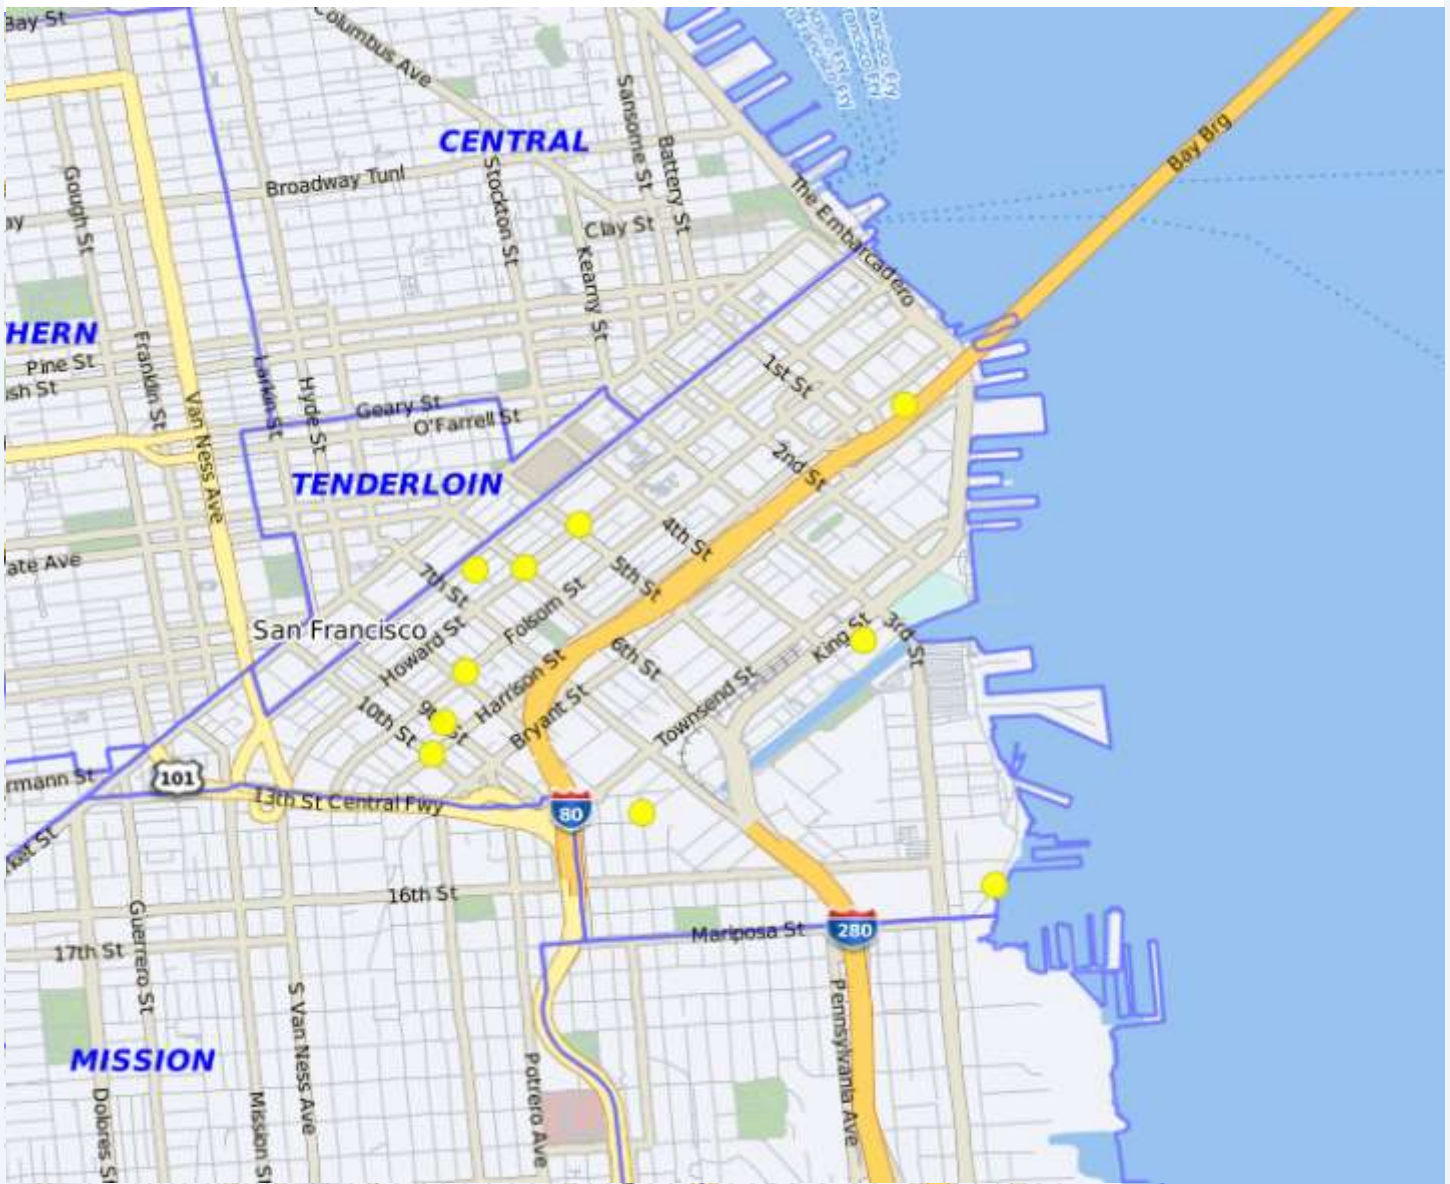 Bay St
Columbus Ave
CENTRAL
Sansome St
Battery St
Broadway Tunl
Stockton St
Gough St
Clay St
Kearny St
The Embarcadero
Bay Brg
HERN
Pine St
Franklin St
Larkin St
Hyde St
Van Ness Ave
Geary St
O'Farrell St
1st St
TENDERLOIN
2nd St
4th St
5th St
7th St
Folsom St
San Francisco
Howard St
Harrison St
6th St
King St
3rd St
10th St
Bryant St
Townsend St
101
13th St Central Fwy
80
16th St
Guerrero St
17th St
Mariposa St
280
S Van Ness Ave
Pennsylvania Ave
MISSION
Potrero Ave
Dolores St
Mission St